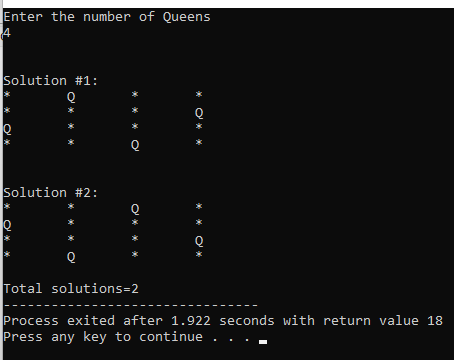 Enter the number of Queens
4
Solution #1:
* Q * *
* * * Q
Q * * *
* * Q *
Solution #2:
* * Q *
Q * * *
* * * Q
* Q * *
Total solutions=2
--------------------------------
Process exited after 1.922 seconds with return value 18
Press any key to continue . . .